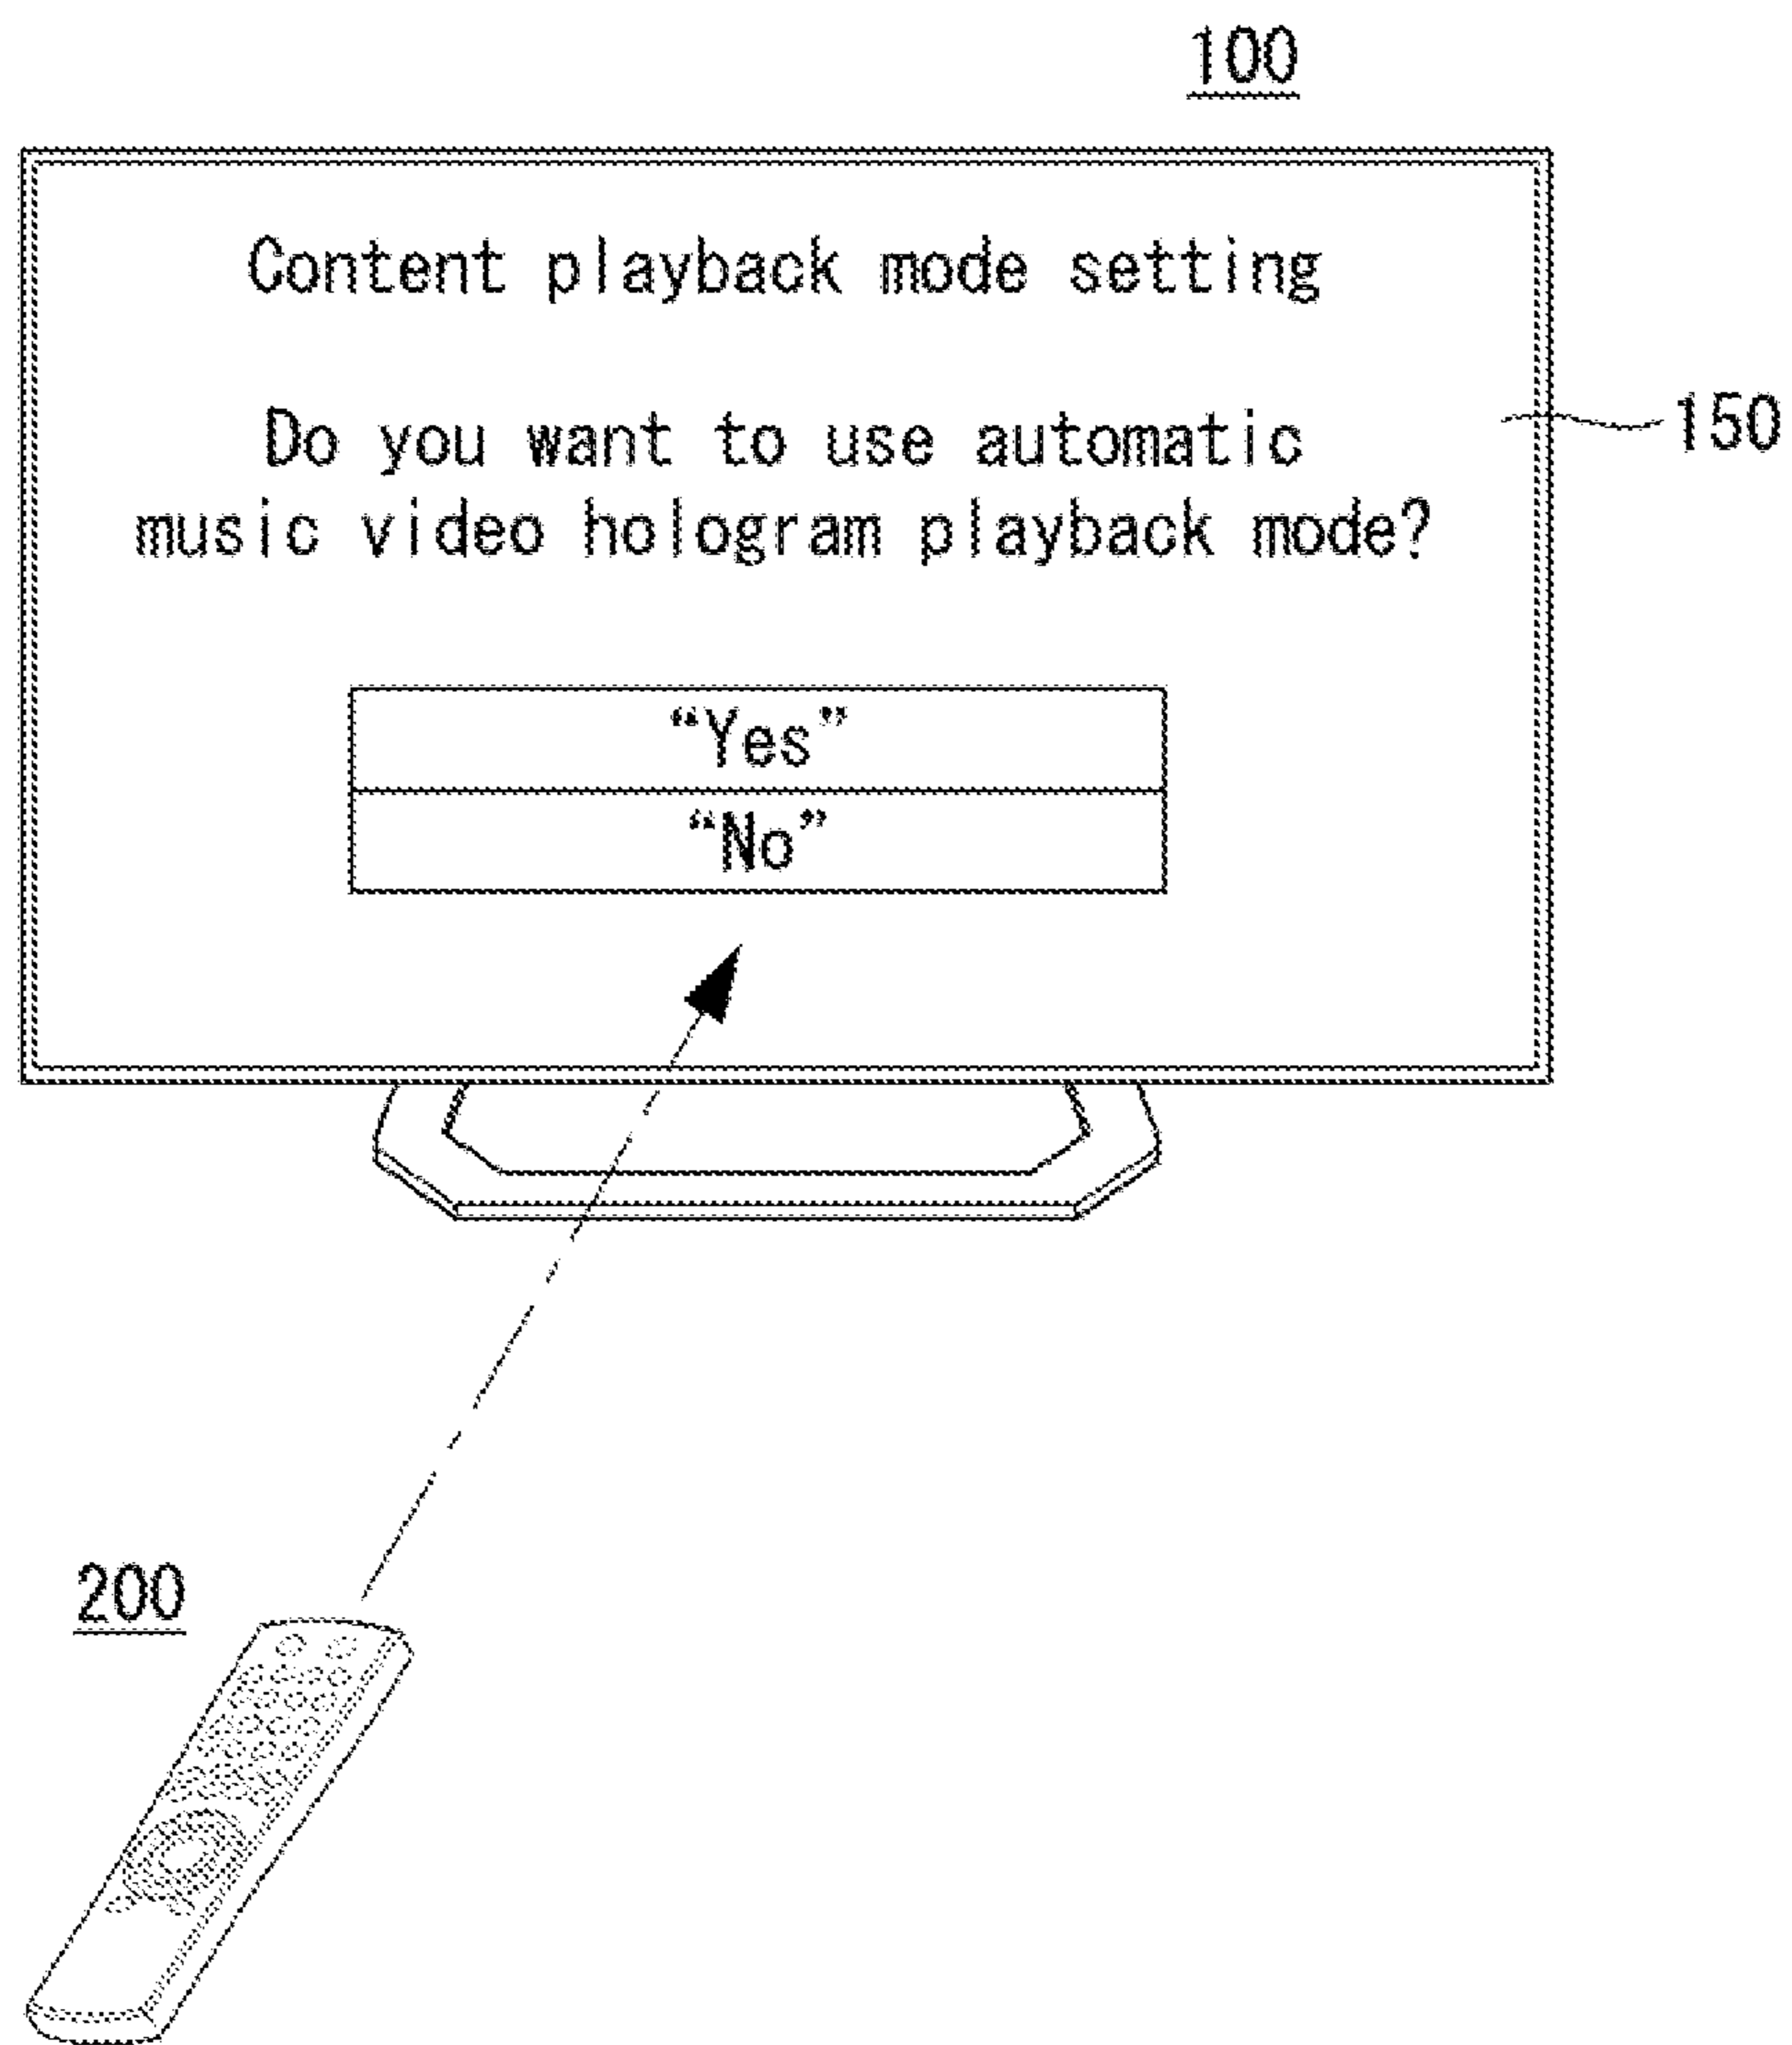 100
Content playback mode setting
Do you want to use automatic
music video hologram playback mode?
150
“Yes”
“No”
200